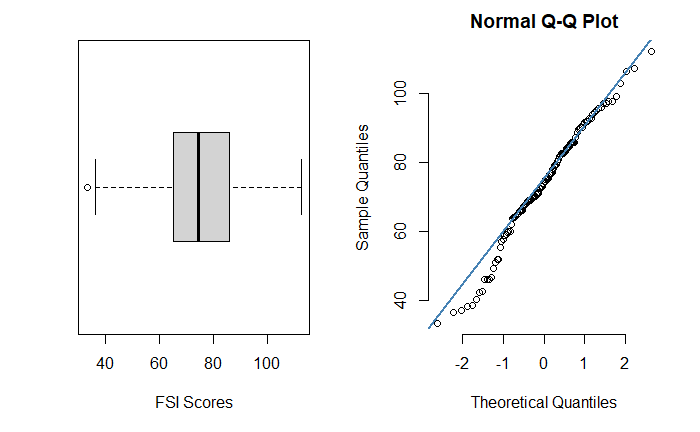 40 60 80 100
FSI Scores
Normal Q-Q Plot
Sample Quantiles
40 60 80 100
-2 -1 0 1 2
Theoretical Quantiles